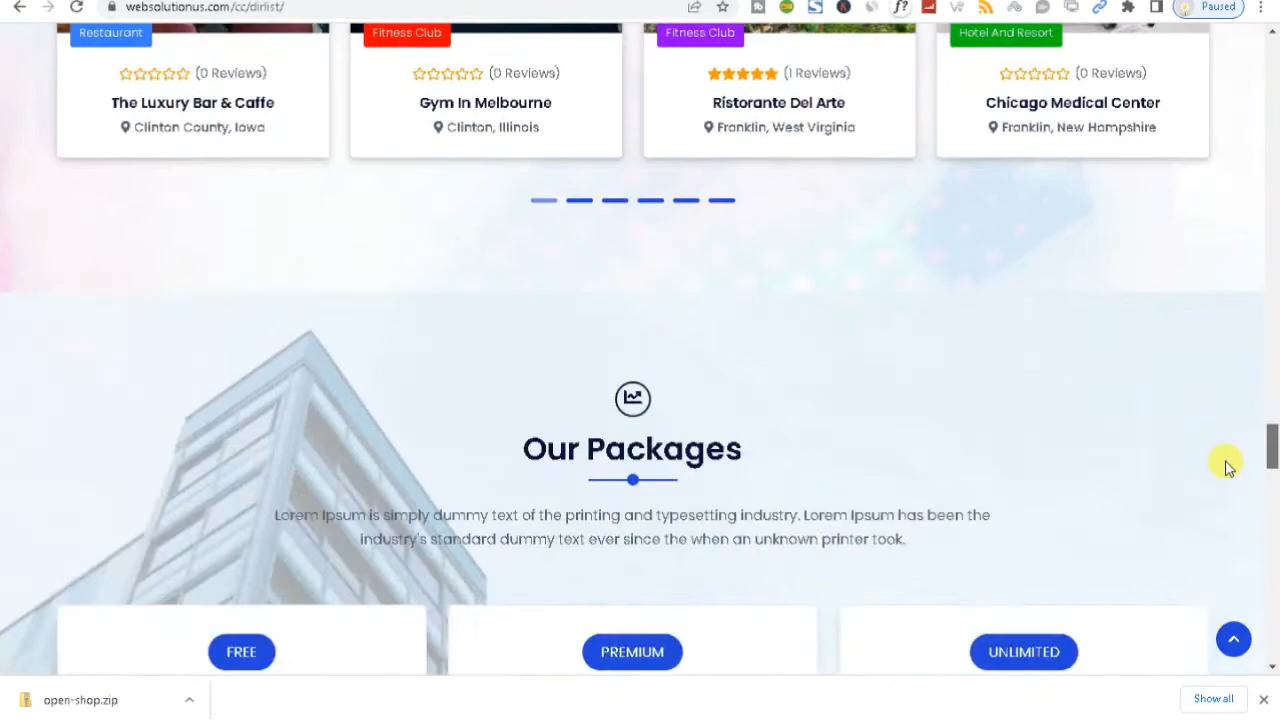 websolutionus.com/cc/dirlist/
Paused
Restaurant
Fitness Club
Fitness Club
Hotel And Resort
(0 Reviews)
(0 Reviews)
(1 Reviews)
(0 Reviews)
The Luxury Bar & Caffe
Gym In Melbourne
Ristorante Del Arte
Chicago Medical Center
Clinton County, Iowa
Clinton, Illinois
Franklin, West Virginia
Franklin, New Hampshire
Our Packages
Lorem Ipsum is simply dummy text of the printing and typesetting industry. Lorem Ipsum has been the
industry's standard dummy text ever since the when an unknown printer took.
FREE
PREMIUM
UNLIMITED
open-shop.zip
Show all